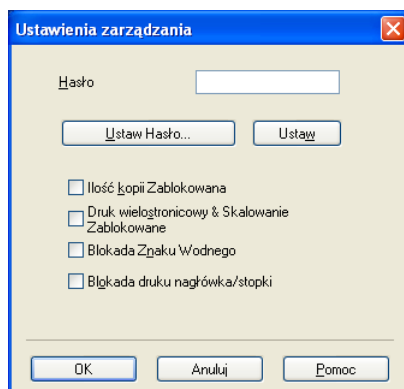 Ustawienia zarządzania
Hasło
Ustaw Hasło... Ustaw
Ilość kopii Zablokowana
Druk wielostronicowy & Skalowanie
Zablokowane
Blokada Znaku Wodnego
Blokada druku nagłówka/stopki
OK Anuluj Pomoc